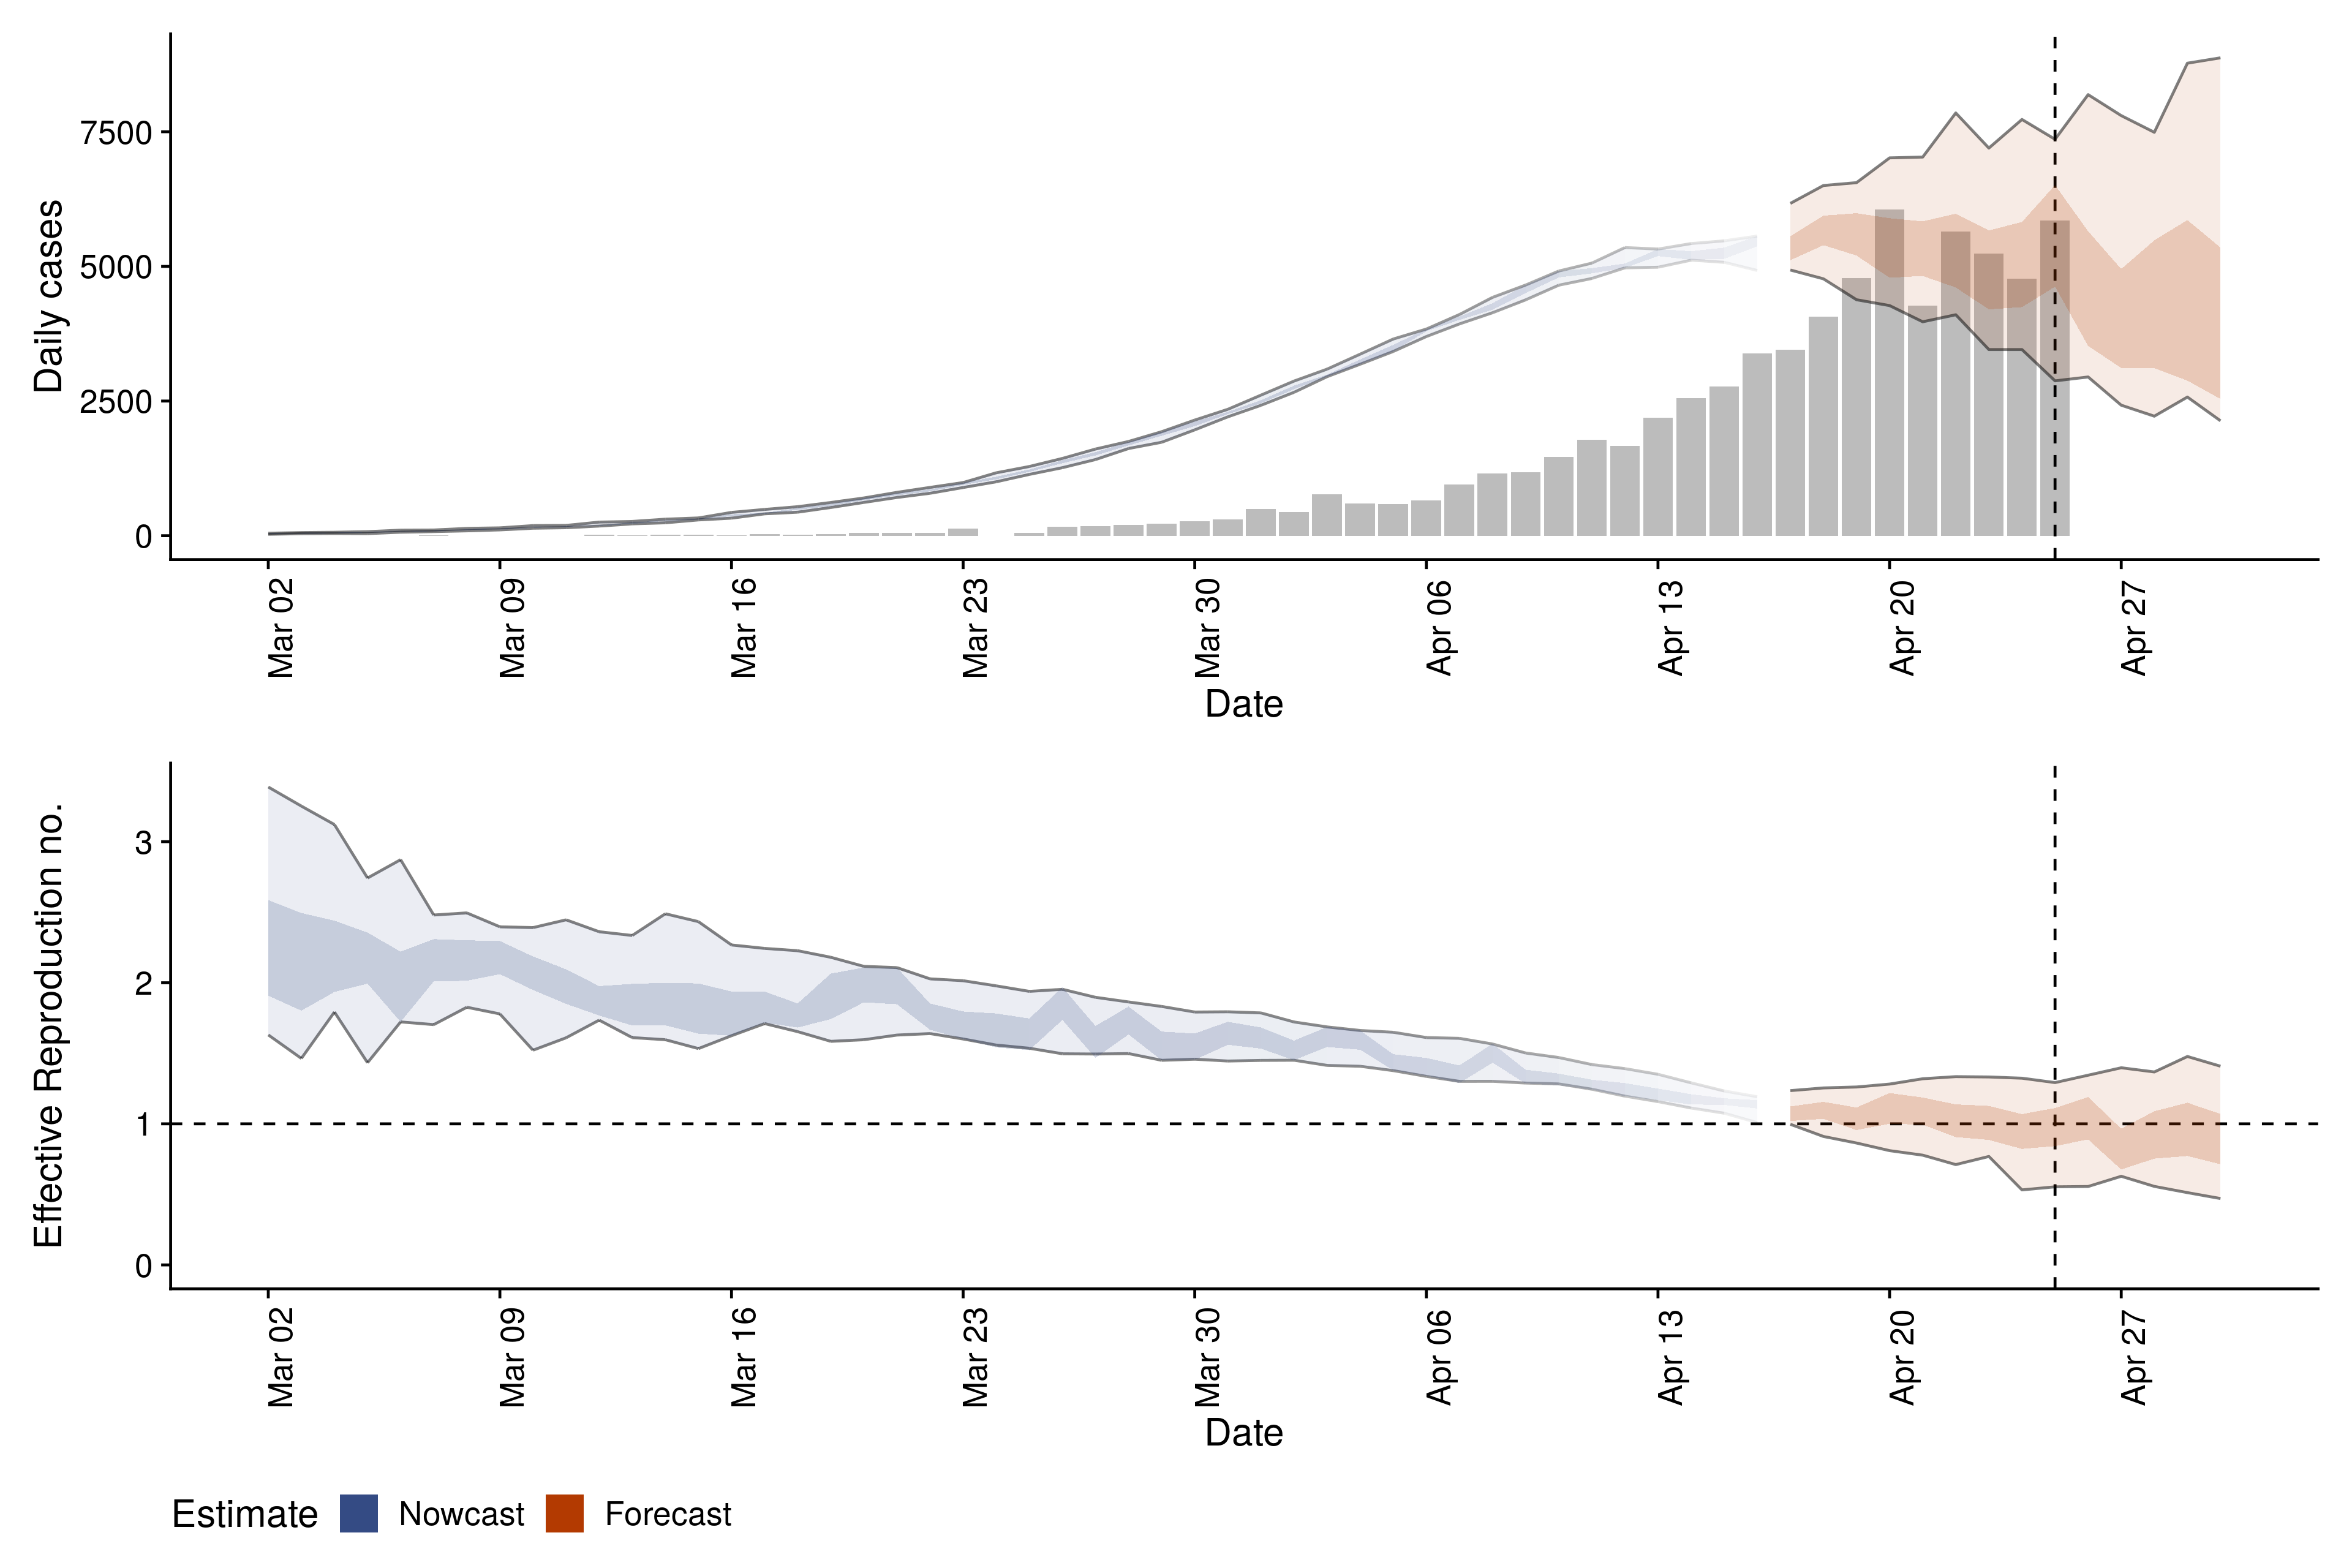 Daily cases
7500
5000
2500
0
Mar 02
Mar 09
Mar 16
Mar 23
Mar 30
Apr 06
Apr 13
Apr 20
Apr 27
Date
Effective Reproduction no.
3
2
1
0
Mar 02
Mar 09
Mar 16
Mar 23
Mar 30
Apr 06
Apr 13
Apr 20
Apr 27
Date
Estimate Nowcast Forecast